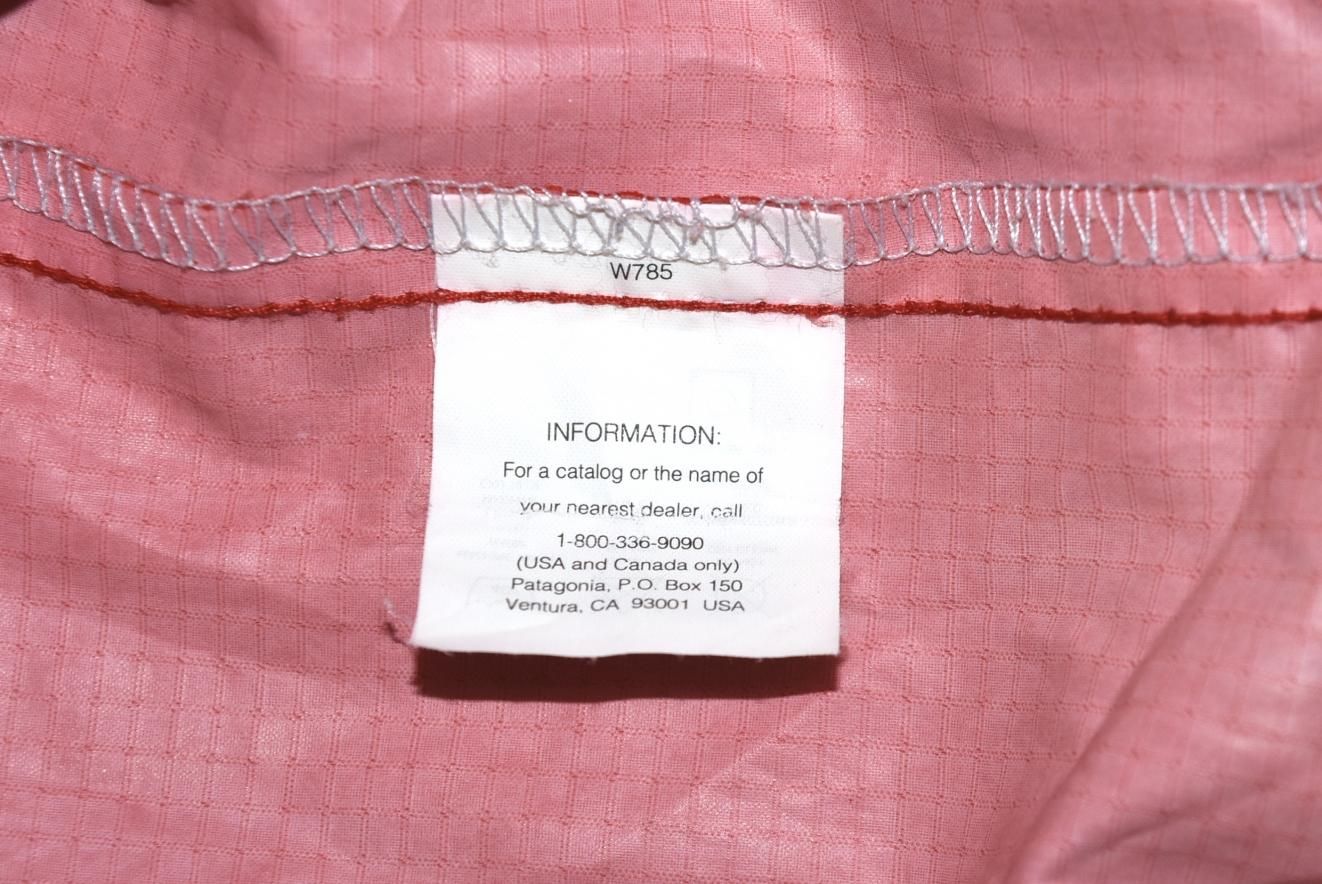 W785
INFORMATION:
For a catalog or the name of
your nearest dealer, call
1-800-336-9090
(USA and Canada only)
Patagonia, P.O. Box 150
Ventura, CA 93001 USA